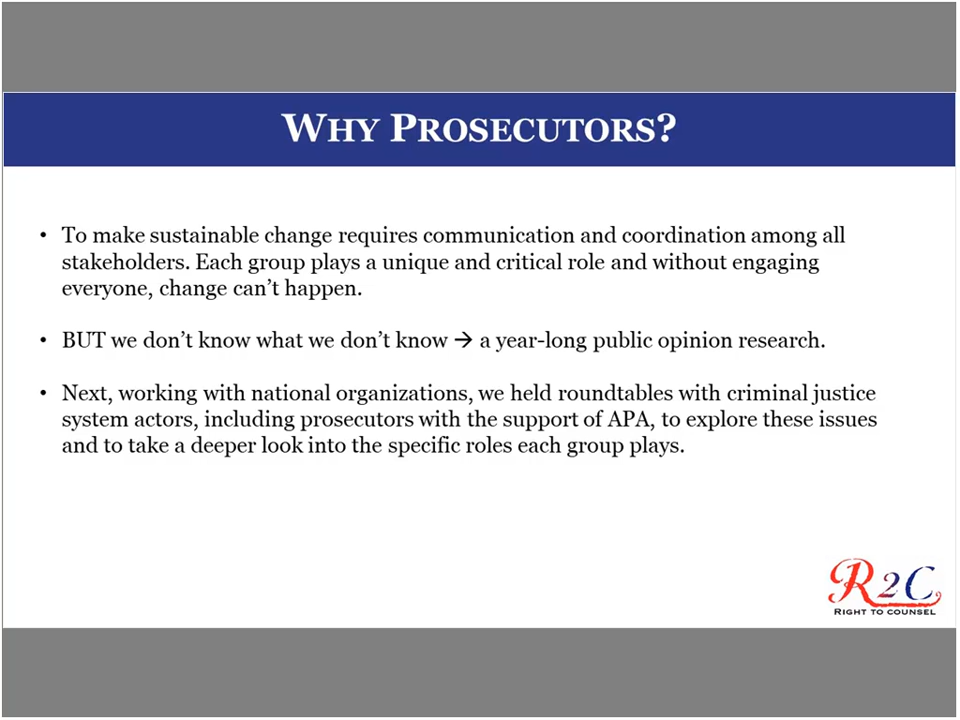 WHY PROSECUTORS?
• To make sustainable change requires communication and coordination among all
stakeholders. Each group plays a unique and critical role and without engaging
everyone, change can’t happen.
• BUT we don’t know what we don’t know → a year-long public opinion research.
• Next, working with national organizations, we held roundtables with criminal justice
system actors, including prosecutors with the support of APA, to explore these issues
and to take a deeper look into the specific roles each group plays.
R2C
RIGHT TO COUNSEL